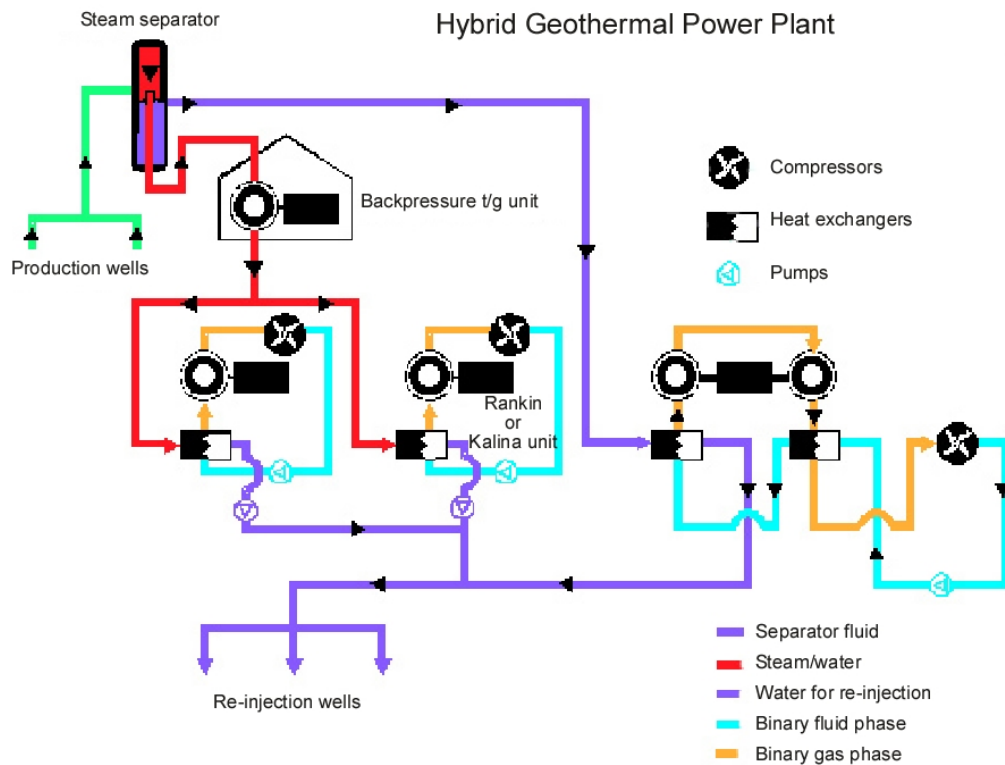 Steam separator
Hybrid Geothermal Power Plant
Compressors
Backpressure t/g unit
Heat exchangers
Production wells
Pumps
Rankin
or
Kalina unit
Separator fluid
Steam/water
Re-injection wells
Water for re-injection
Binary fluid phase
Binary gas phase